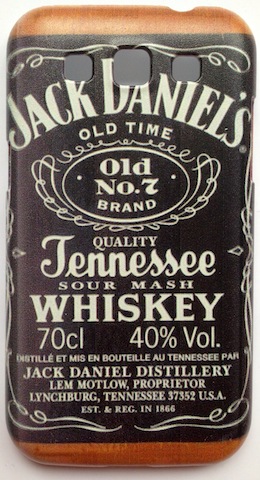 JACK DANIEL'S
OLD TIME
Old
No.7
BRAND
QUALITY
Tennessee
SOUR MASH
WHISKEY
70cl 40% Vol.
DISTILLÉ ET MIS EN BOUTEILLE AU TENNESSEE PAR
JACK DANIEL DISTILLERY
LEM MOTLOW, PROPRIETOR
LYNCHBURG, TENNESSEE 37352 U.S.A.
EST. & REG. IN 1866